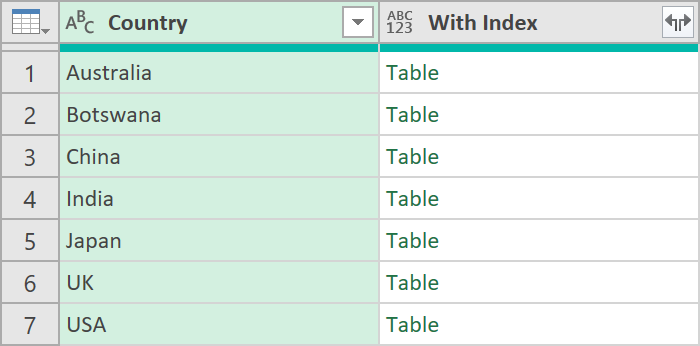 ABC Country ABC 123 With Index
1 Australia Table
2 Botswana Table
3 China Table
4 India Table
5 Japan Table
6 UK Table
7 USA Table